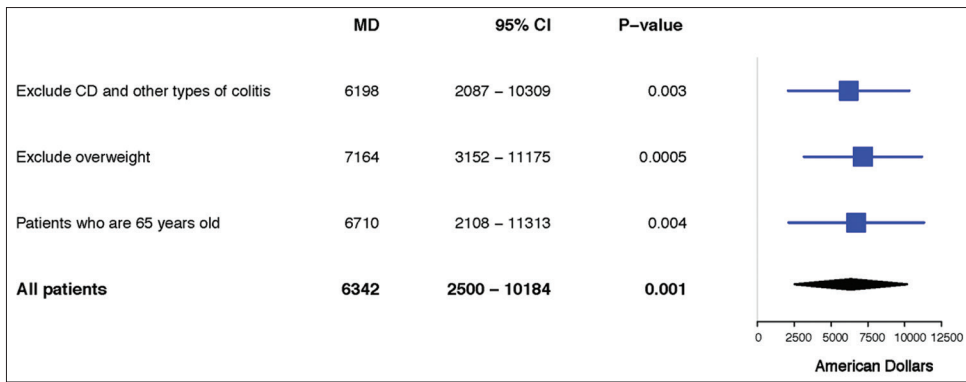 MD 95% CI P–value
Exclude CD and other types of colitis 6198 2087 – 10309 0.003
Exclude overweight 7164 3152 – 11175 0.0005
Patients who are 65 years old 6710 2108 – 11313 0.004
All patients 6342 2500 – 10184 0.001
0 2500 5000 7500 10000 12500
American Dollars